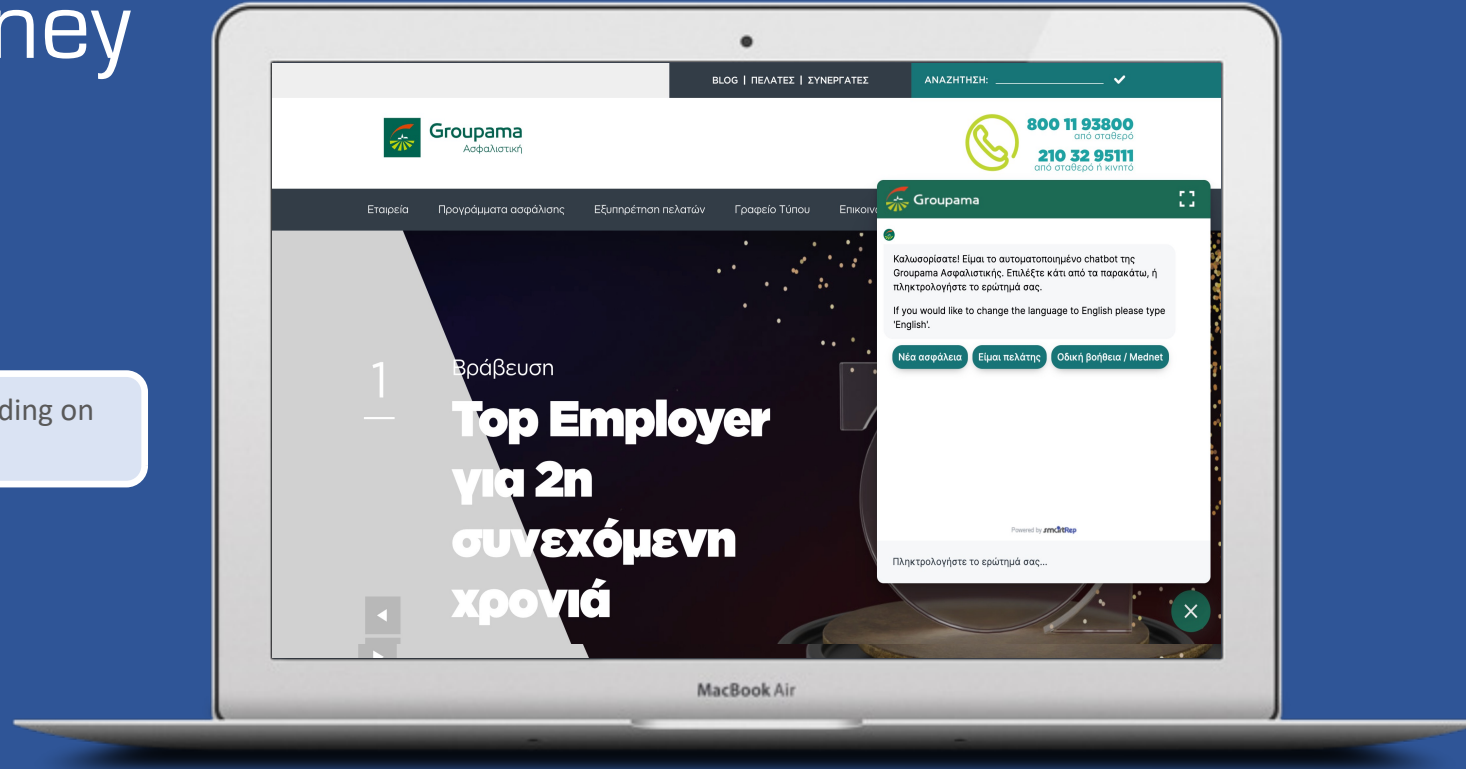 ney
ding on
BLOG | ΠΕΛΑΤΕΣ | ΣΥΝΕΡΓΑΤΕΣ
ΑΝΑΖΗΤΗΣΗ:
Groupama
Ασφαλιστική
800 11 93800
από σταθερό
210 32 95111
από σταθερό ή κινητό
Εταιρεία Προγράμματα ασφάλισης Εξυπηρέτηση πελατών Γραφείο Τύπου Επικοιν
Groupama
Καλωσορίσατε! Είμαι το αυτοματοποιημένο chatbot της
Groupama Ασφαλιστικής. Επιλέξτε κάτι από τα παρακάτω, ή
πληκτρολογήστε το ερώτημά σας.
If you would like to change the language to English please type
'English'.
Νέα ασφάλεια Είμαι πελάτης Οδική βοήθεια / Mednet
1
Βράβευση
Top Employer
για 2η
συνεχόμενη
χρονιά
Powered by smartRep
Πληκτρολογήστε το ερώτημά σας...
MacBook Air